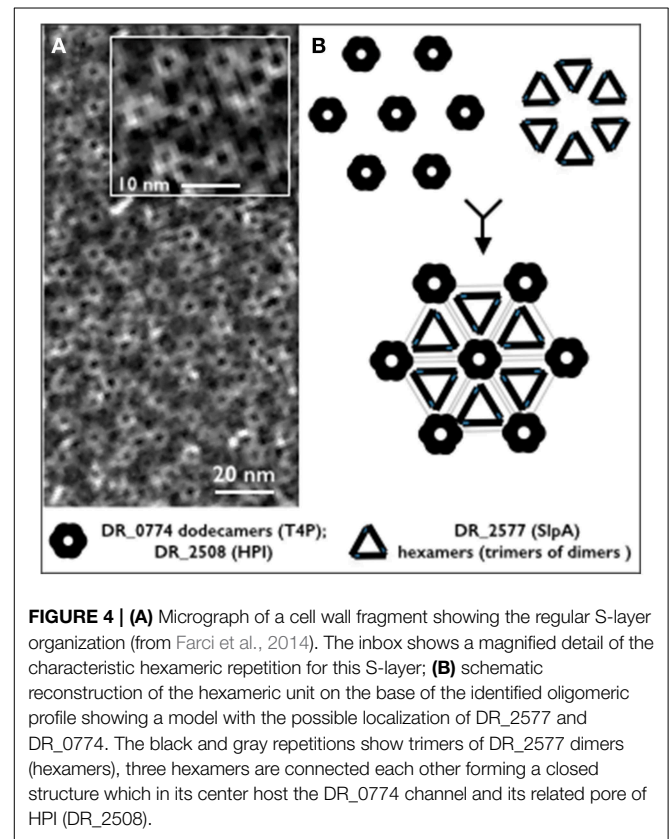 A
B
10 nm
20 nm
DR_0774 dodecamers (T4P);
DR_2508 (HPI)
DR_2577 (SlpA)
hexamers (trimers of dimers )
FIGURE 4 | (A) Micrograph of a cell wall fragment showing the regular S-layer
organization (from Farci et al., 2014). The inbox shows a magnified detail of the
characteristic hexameric repetition for this S-layer; (B) schematic
reconstruction of the hexameric unit on the base of the identified oligomeric
profile showing a model with the possible localization of DR_2577 and
DR_0774. The black and gray repetitions show trimers of DR_2577 dimers
(hexamers), three hexamers are connected each other forming a closed
structure which in its center host the DR_0774 channel and its related pore of
HPI (DR_2508).